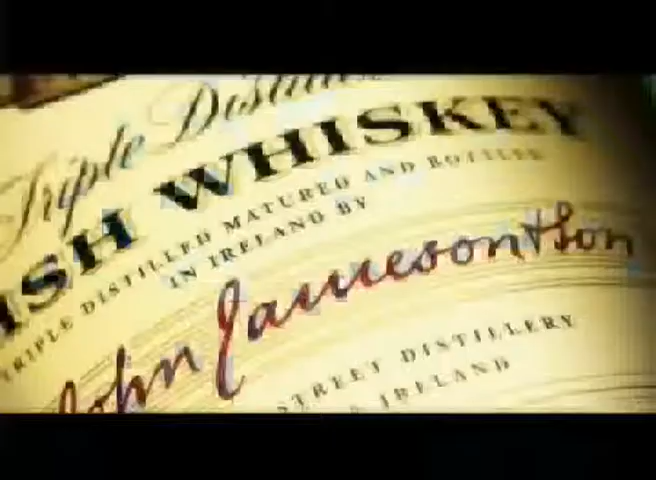 Triple Distilled
ISH WHISKEY
TRIPLE DISTILLED MATURED AND BOTTLED
IN IRELAND BY
John Jameson & Son
STREET DISTILLERY
IRELAND